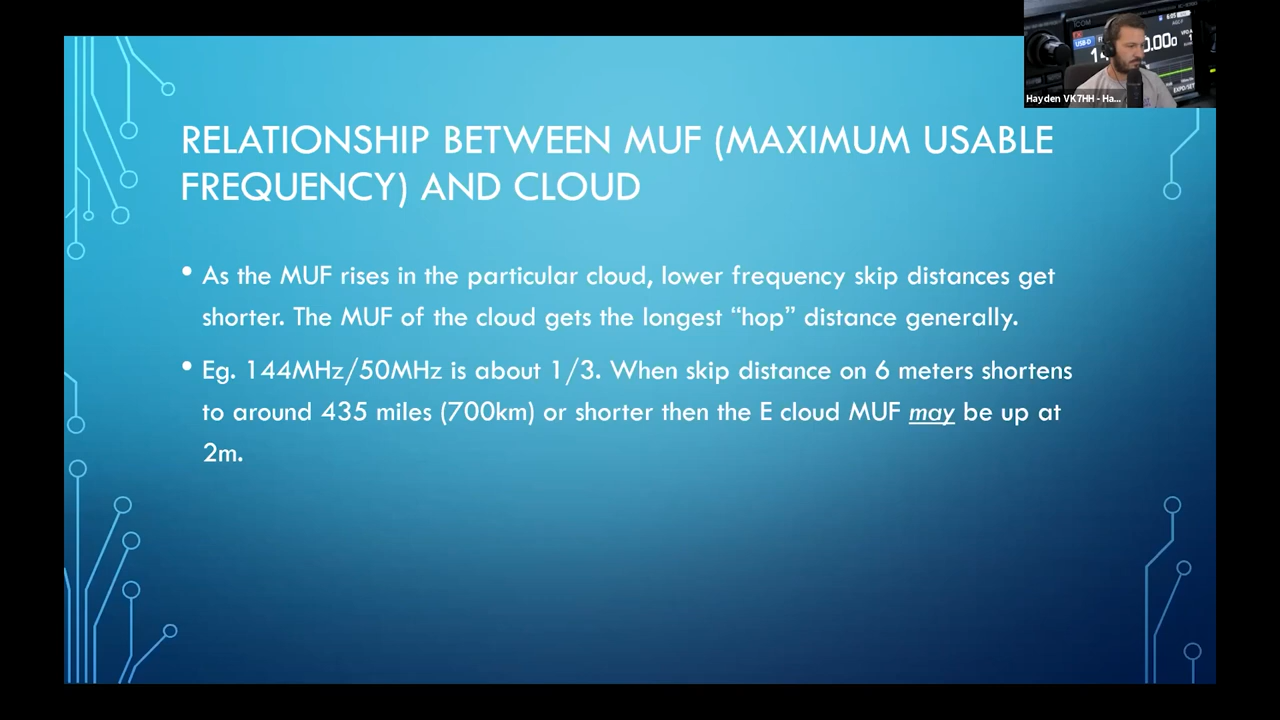 RELATIONSHIP BETWEEN MUF (MAXIMUM USABLE
FREQUENCY) AND CLOUD
• As the MUF rises in the particular cloud, lower frequency skip distances get
shorter. The MUF of the cloud gets the longest “hop” distance generally.
• Eg. 144MHz/50MHz is about 1/3. When skip distance on 6 meters shortens
to around 435 miles (700km) or shorter then the E cloud MUF may be up at
2m.
ICOM
USB-D
Hayden VK7HH - Ha...